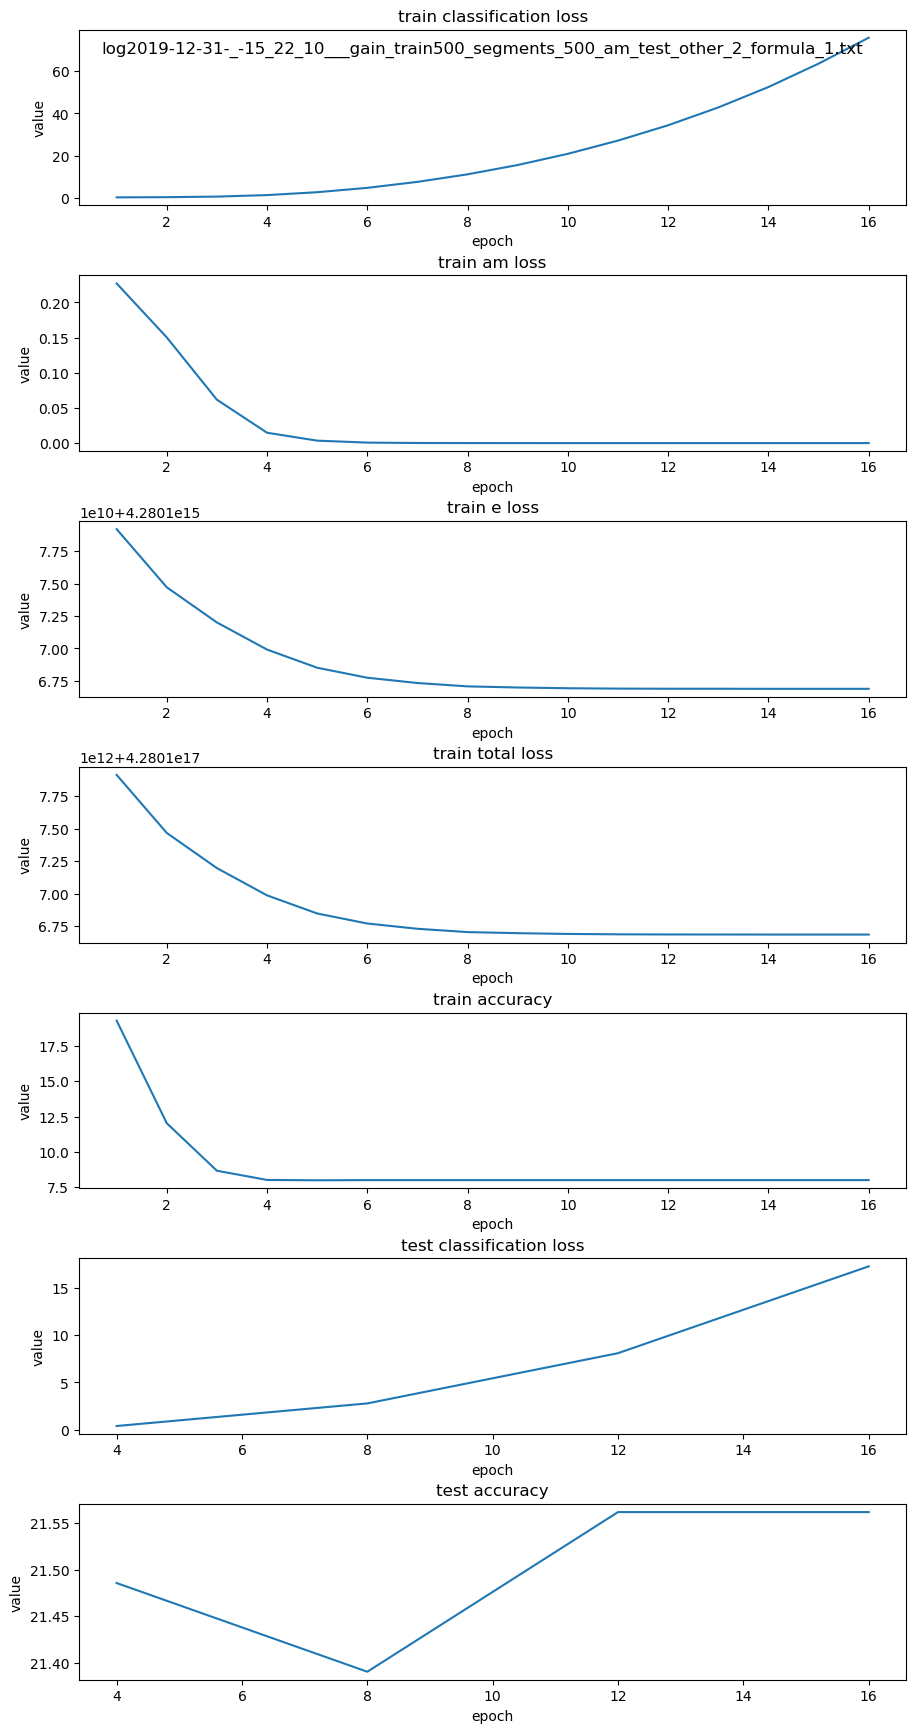 train classification loss
log2019-12-31-_-15_22_10___gain_train500_segments_500_am_test_other_2_formula_1.txt
60
40
20
0
value
2 4 6 8 10 12 14 16
epoch
train am loss
0.20
0.15
0.10
0.05
0.00
value
2 4 6 8 10 12 14 16
epoch
train e loss
1e10+4.2801e15
7.75
7.50
7.25
7.00
6.75
value
2 4 6 8 10 12 14 16
epoch
train total loss
1e12+4.2801e17
7.75
7.50
7.25
7.00
6.75
value
2 4 6 8 10 12 14 16
epoch
train accuracy
17.5
15.0
12.5
10.0
7.5
value
2 4 6 8 10 12 14 16
epoch
test classification loss
15
10
5
0
value
4 6 8 10 12 14 16
epoch
test accuracy
21.55
21.50
21.45
21.40
value
4 6 8 10 12 14 16
epoch